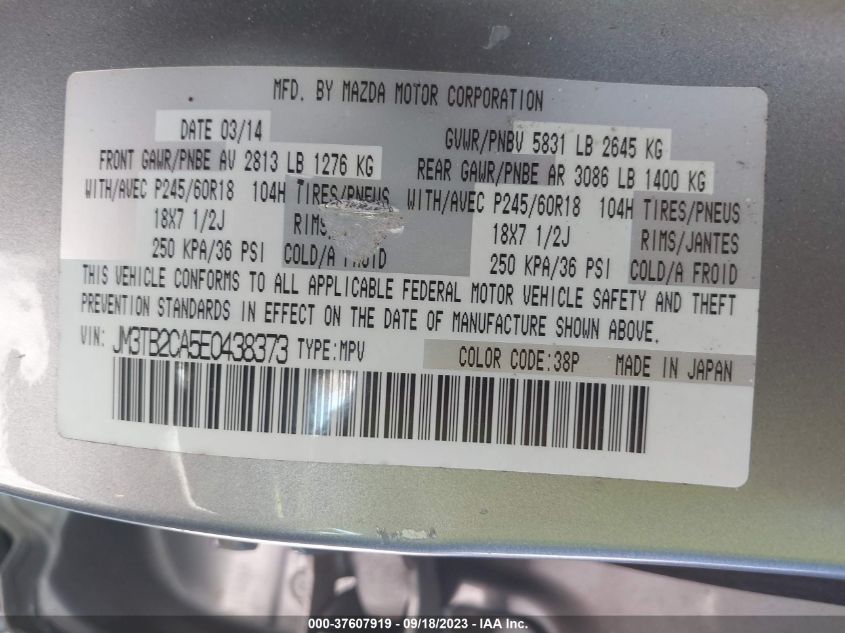 MFD. BY MAZDA MOTOR CORPORATION
DATE 03/14 GVWR/PNBV 5831 LB 2645 KG
FRONT GAWR/PNBE AV 2813 LB 1276 KG REAR GAWR/PNBE AR 3086 LB 1400 KG
WITH/AVEC P245/60R18 104H TIRES/PNEUS WITH/AVEC P245/60R18 104H TIRES/PNEUS
18X7 1/2J RIMS/ 18X7 1/2J RIMS/JANTES
250 KPA/36 PSI COLD/A FROID 250 KPA/36 PSI COLD/A FROID
THIS VEHICLE CONFORMS TO ALL APPLICABLE FEDERAL MOTOR VEHICLE SAFETY AND THEFT
PREVENTION STANDARDS IN EFFECT ON THE DATE OF MANUFACTURE SHOWN ABOVE.
VIN: JM3TB2CA5E0438373 TYPE:MPV COLOR CODE:38P MADE IN JAPAN
000-37607919 - 09/18/2023 - IAAI Inc.